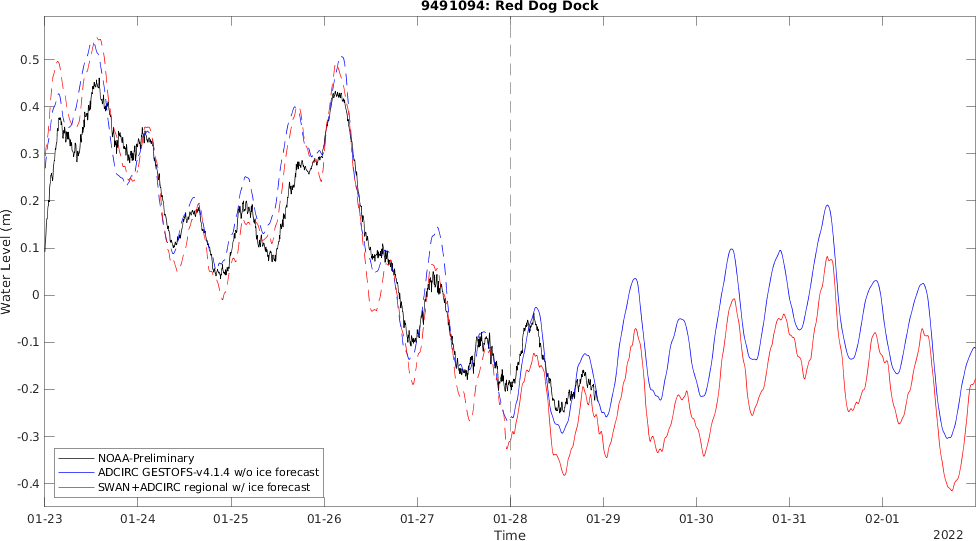 9491094: Red Dog Dock
Water Level (m)
0.5
0.4
0.3
0.2
0.1
0
-0.1
-0.2
-0.3
-0.4
NOAA-Preliminary
ADCIRC GESTOFS-v4.1.4 w/o ice forecast
SWAN+ADCIRC regional w/ ice forecast
01-23 01-24 01-25 01-26 01-27 01-28 01-29 01-30 01-31 02-01
Time
2022